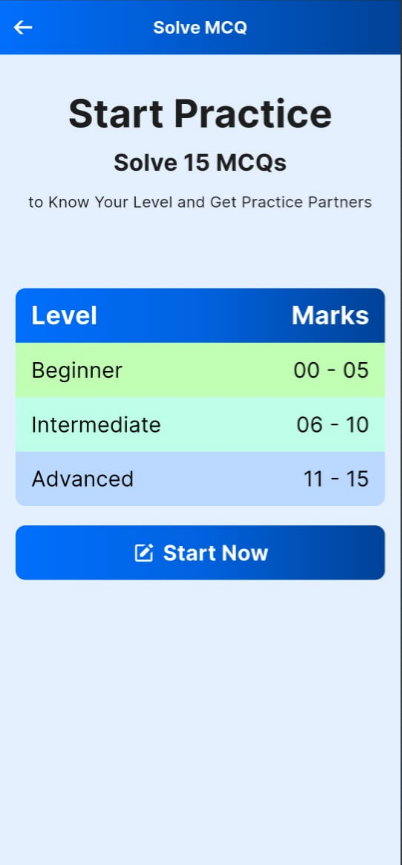 Solve MCQ
Start Practice
Solve 15 MCQs
to Know Your Level and Get Practice Partners
Level Marks
Beginner 00 - 05
Intermediate 06 - 10
Advanced 11 - 15
Start Now